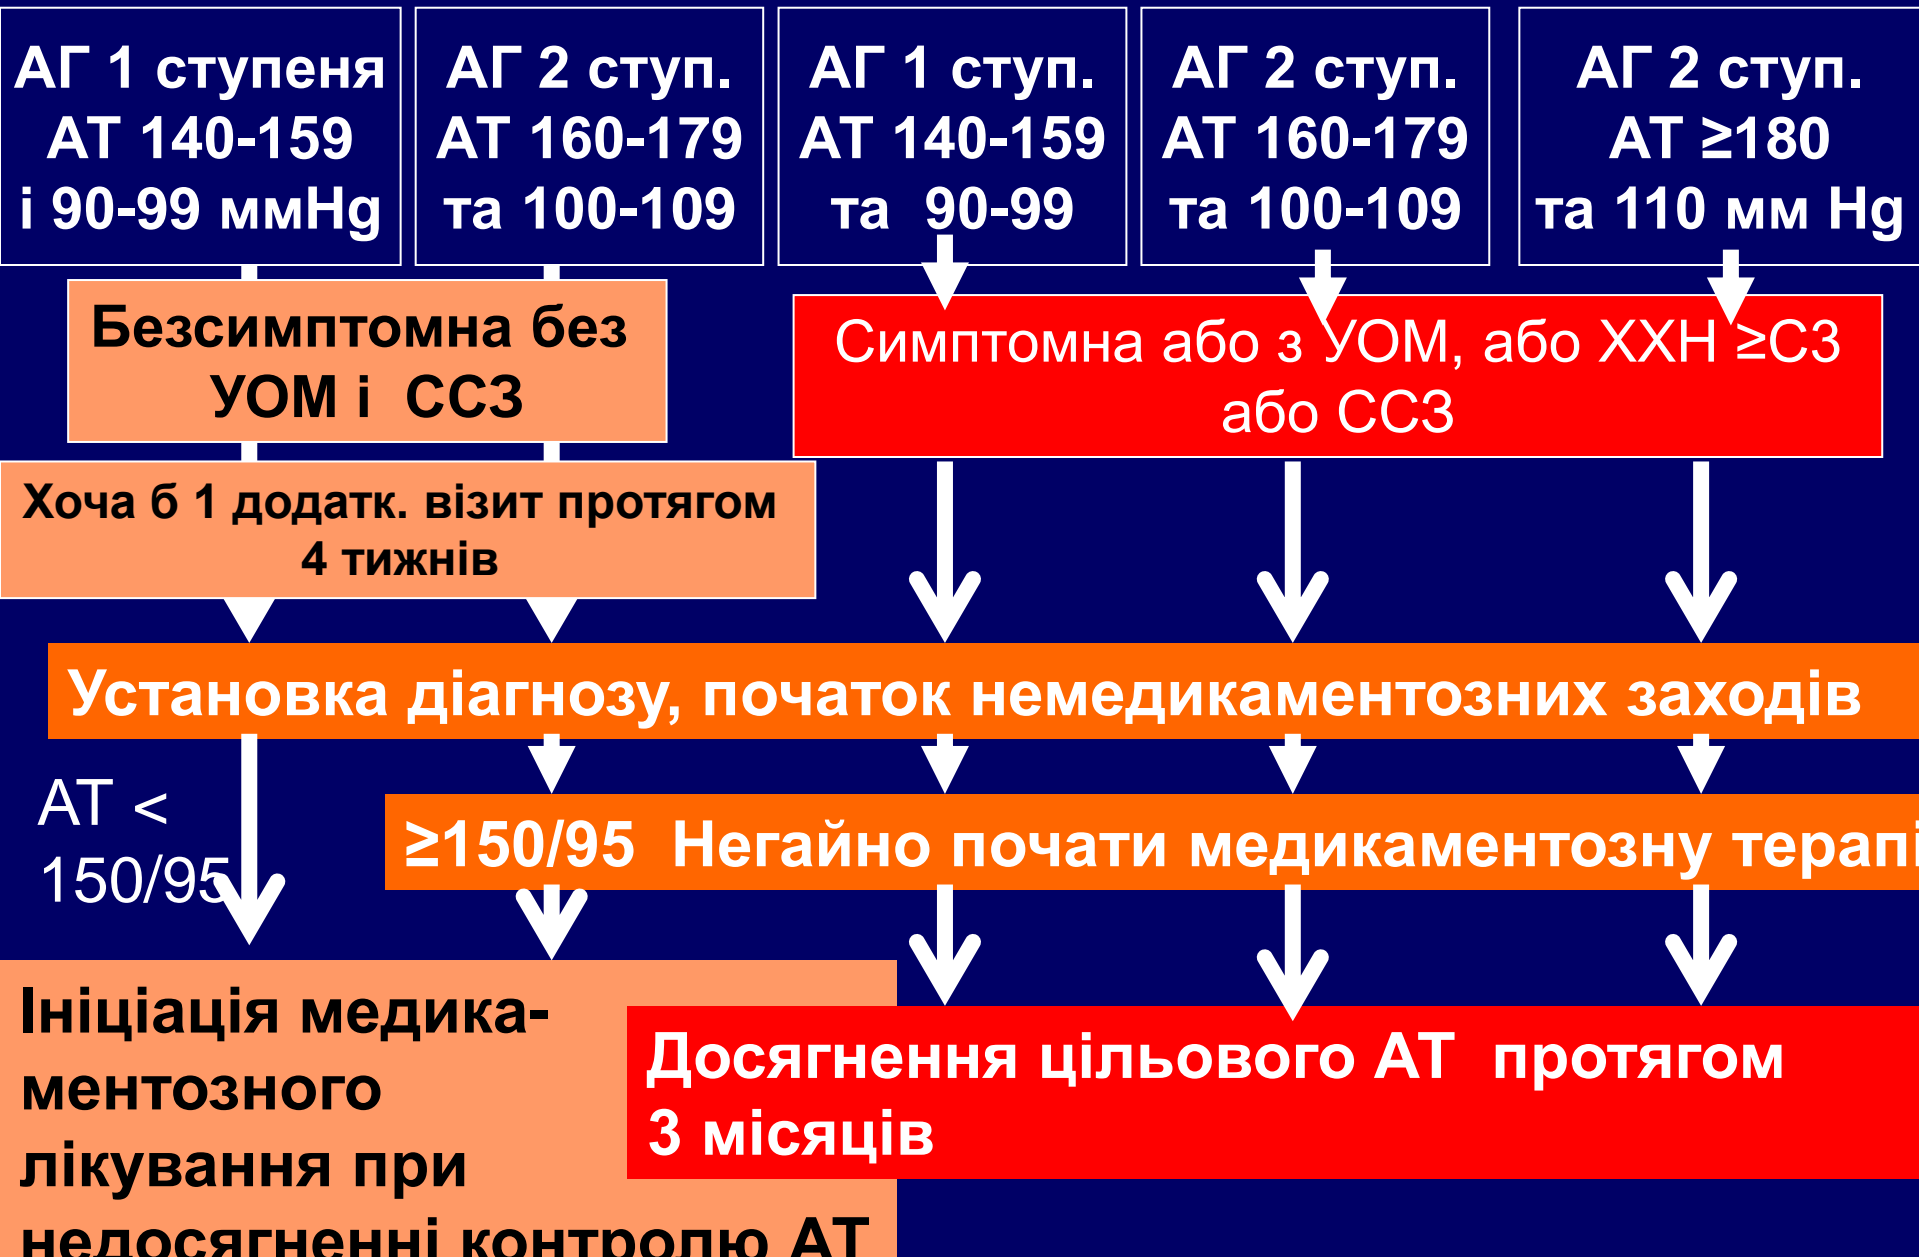 АГ 1 ступеня
АТ 140-159
і 90-99 ммHg
АГ 2 ступ.
АТ 160-179
та 100-109
АГ 1 ступ.
АТ 140-159
та 90-99
АГ 2 ступ.
АТ 160-179
та 100-109
АГ 2 ступ.
АТ ≥180
та 110 мм Hg
Безсимптомна без
УОМ і ССЗ
Симптомна або з УОМ, або ХХН ≥С3
або ССЗ
Хоча б 1 додатк. візит протягом
4 тижнів
Установка діагнозу, початок немедикаментозних заходів
АТ <
150/95
≥150/95 Негайно почати медикаментозну терапі
Ініціація медика-
ментозного
лікування при
недосягненні контролю АТ
Досягнення цільового АТ протягом
3 місяців